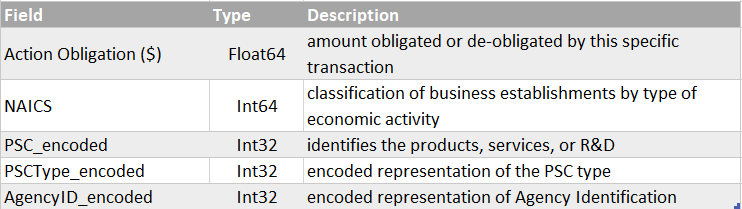 Field Type Description
Action Obligation ($) Float64 amount obligated or de-obligated by this specific
transaction
NAICS Int64 classification of business establishments by type of
economic activity
PSC_encoded Int32 identifies the products, services, or R&D
PSCType_encoded Int32 encoded representation of the PSC type
AgencyID_encoded Int32 encoded representation of Agency Identification